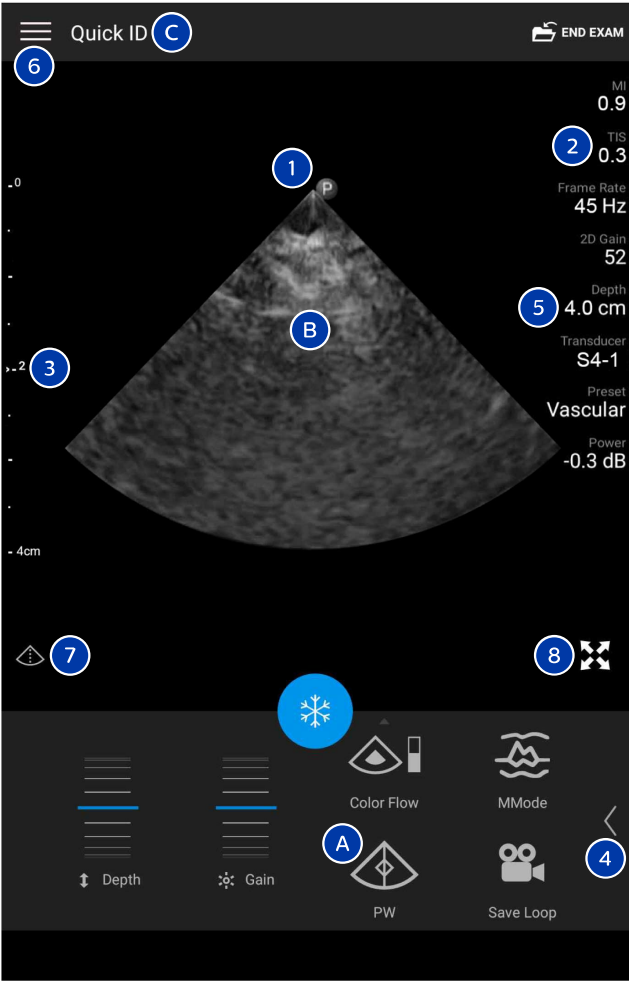 Quick ID C
END EXAM
6
MI
0.9
2
TIS
0.3
1
P
0
Frame Rate
45 Hz
2D Gain
52
5
Depth
4.0 cm
B
Transducer
S4-1
2
3
Preset
Vascular
Power
-0.3 dB
4cm
7
8
Color Flow
MMode
A
4
Depth
Gain
PW
Save Loop